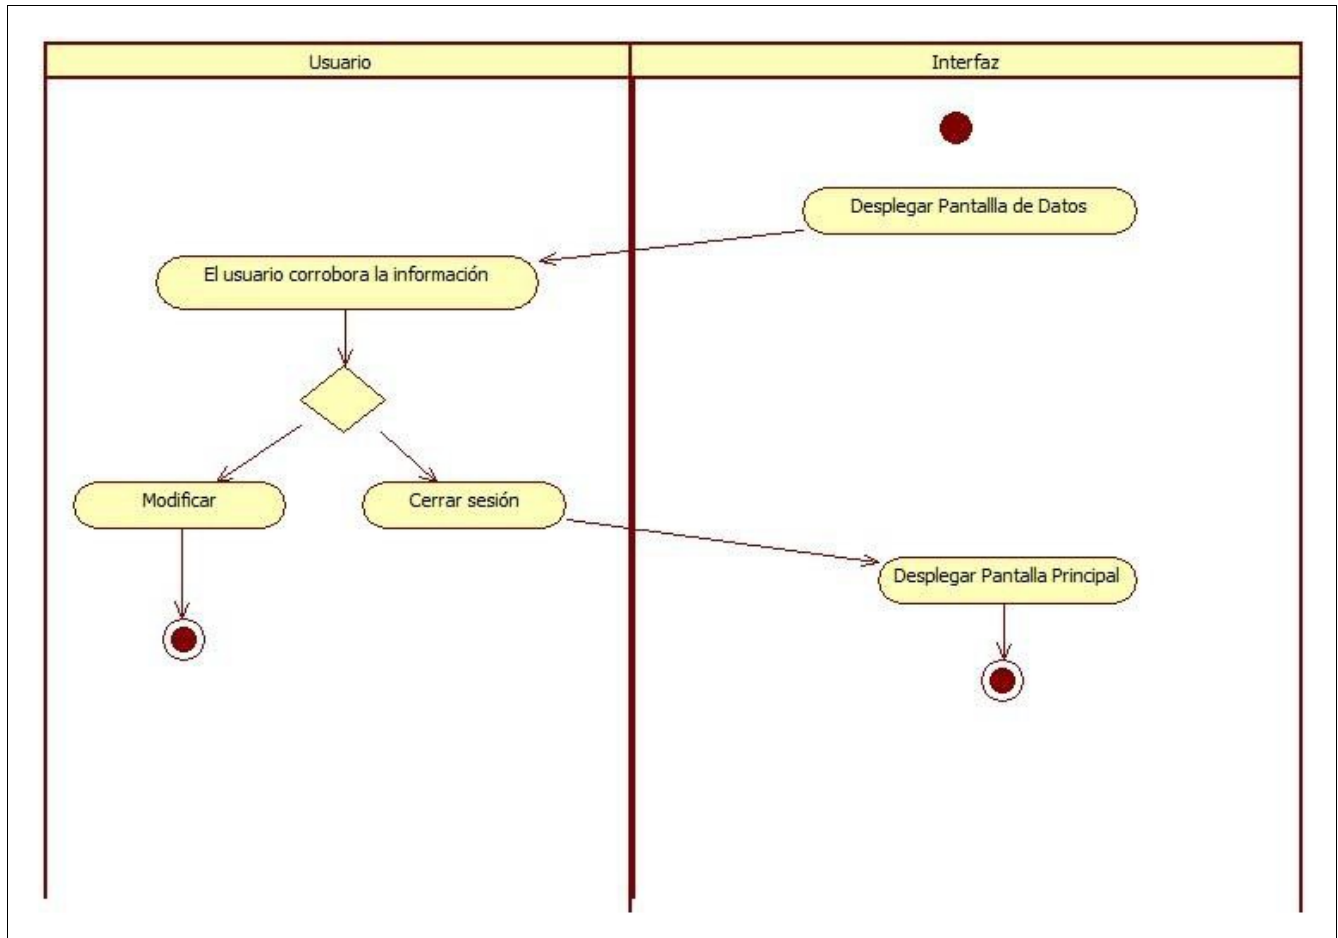 Usuario
Interfaz
Desplegar Pantallla de Datos
El usuario corrobora la información
Modificar
Cerrar sesión
Desplegar Pantalla Principal